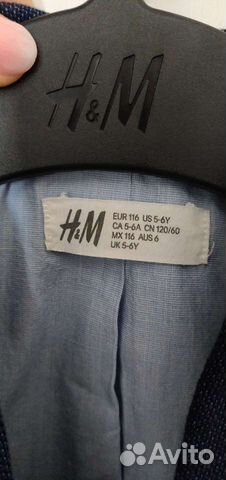 H&M
H&M
EUR 116 US 5-6Y
CA 5-6A CN 120/60
MX 116 AUS 6
UK 5-6Y
Avito